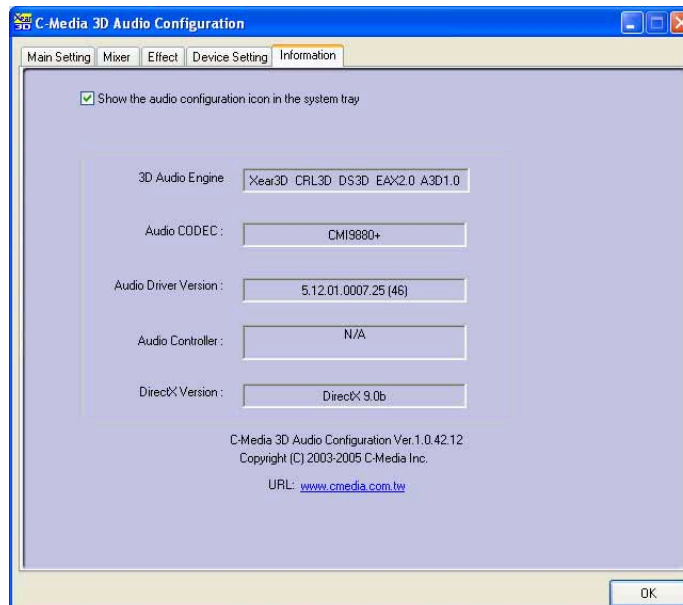 Xear 3D C-Media 3D Audio Configuration
Main Setting Mixer Effect Device Setting Information
Show the audio configuration icon in the system tray
3D Audio Engine Xear3D CRL3D DS3D EAX2.0 A3D1.0
Audio CODEC : CMI9880+
Audio Driver Version : 5.12.01.0007.25 (46)
Audio Controller : N/A
DirectX Version : DirectX 9.0b
C-Media 3D Audio Configuration Ver.1.0.42.12
Copyright (C) 2003-2005 C-Media Inc.
URL: www.cmedia.com.tw
OK